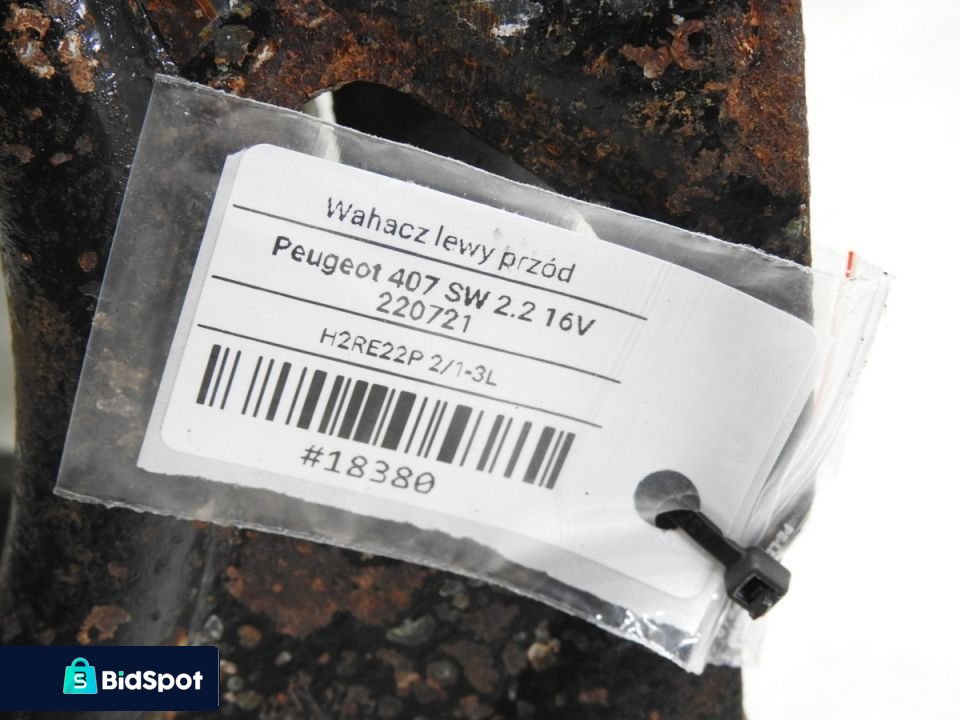 Wahacz lewy przód
Peugeot 407 SW 2.2 16V
220721
H2RE22P 2/1-3L
#18380
BidSpot